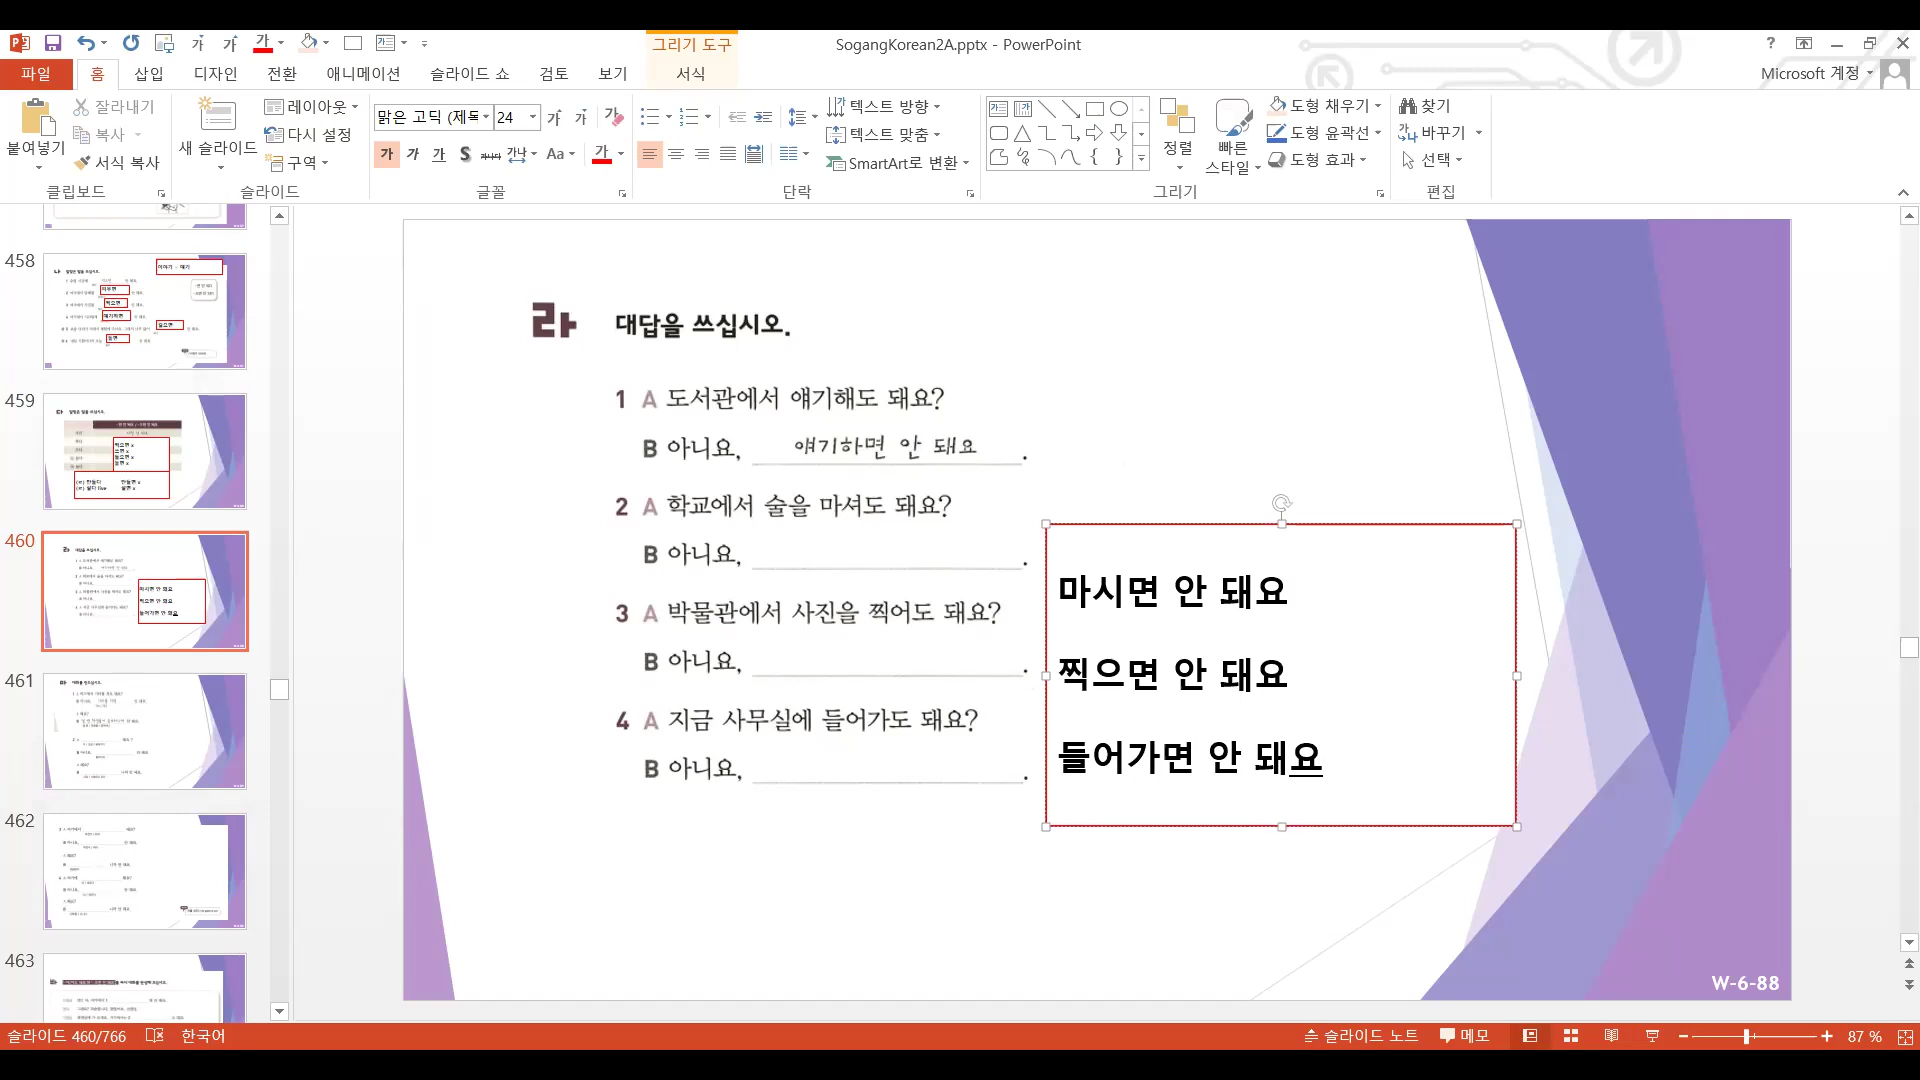 그리기 도구
SogangKorean2A.pptx - PowerPoint
파일 홈 삽입 디자인 전환 애니메이션 슬라이드 쇼 검토 보기 서식
Microsoft 계정
붙여넣기
잘라내기
복사
서식 복사
클립보드
새 슬라이드
레이아웃
다시 설정
구역
슬라이드
맑은 고딕 (제목
24
글꼴
텍스트 방향
텍스트 맞춤
SmartArt로 변환
단락
정렬
빠른
스타일
도형 채우기
도형 윤곽선
도형 효과
그리기
찾기
바꾸기
선택
편집
458
459
460
461
462
463
라 대답을 쓰십시오.
1 A 도서관에서 얘기해도 돼요?
B 아니요, 얘기하면 안 돼요.
2 A 학교에서 술을 마셔도 돼요?
B 아니요, .
3 A 박물관에서 사진을 찍어도 돼요?
B 아니요, .
4 A 지금 사무실에 들어가도 돼요?
B 아니요, .
마시면 안 돼요
찍으면 안 돼요
들어가면 안 돼요
W-6-88
슬라이드 460/766 한국어
슬라이드 노트 메모 87 %